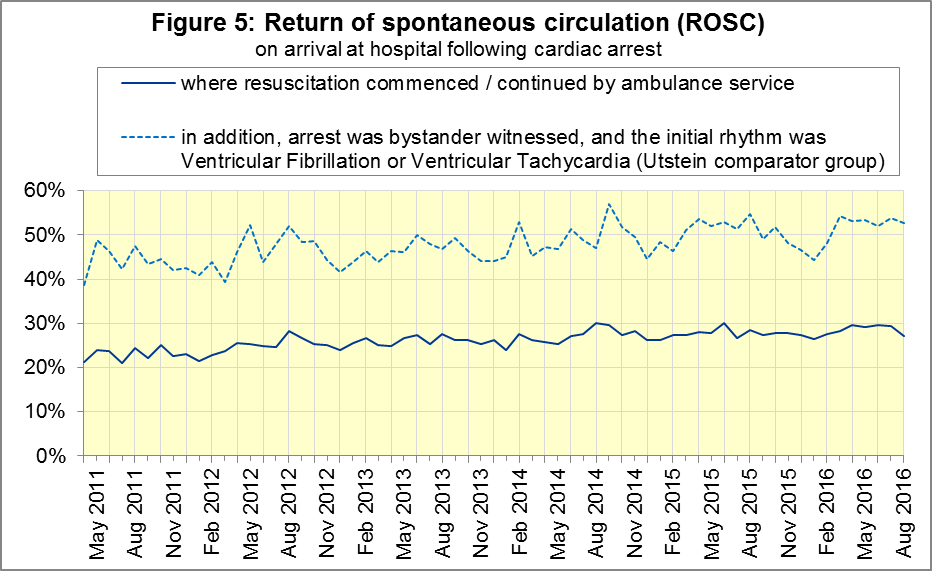 Figure 5: Return of spontaneous circulation (ROSC)
on arrival at hospital following cardiac arrest
where resuscitation commenced / continued by ambulance service
in addition, arrest was bystander witnessed, and the initial rhythm was
Ventricular Fibrillation or Ventricular Tachycardia (Utstein comparator group)
60%
50%
40%
30%
20%
10%
0%
May 2011
Aug 2011
Nov 2011
Feb 2012
May 2012
Aug 2012
Nov 2012
Feb 2013
May 2013
Aug 2013
Nov 2013
Feb 2014
May 2014
Aug 2014
Nov 2014
Feb 2015
May 2015
Aug 2015
Nov 2015
Feb 2016
May 2016
Aug 2016